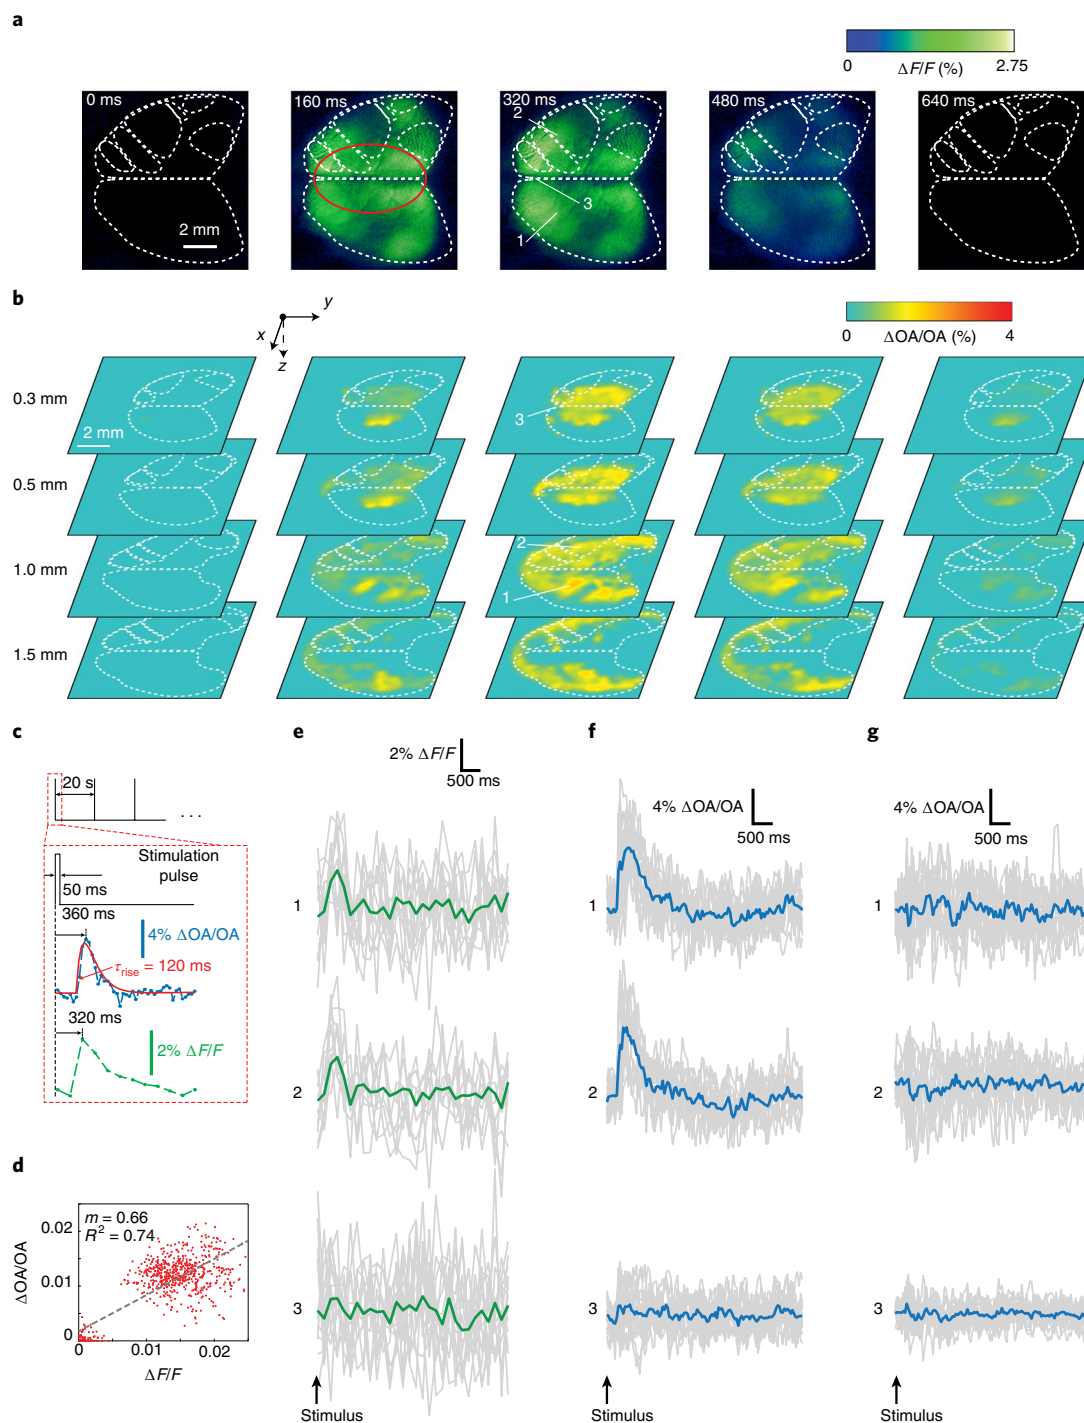 a
0 ΔF/F (%) 2.75
0 ms 160 ms 320 ms 480 ms 640 ms
2
3
1
2 mm
b
x y z
0 ΔOA/OA (%) 4
0.3 mm
3
2 mm
0.5 mm
1.0 mm
2
1
1.5 mm
c
20 s
. . .
Stimulation
pulse
50 ms
360 ms
4% ΔOA/OA
τrise = 120 ms
320 ms
2% ΔF/F
d
m = 0.66
R² = 0.74
0.02
0.01
0
0 0.01 0.02
ΔOA/OA
ΔF/F
e
2% ΔF/F
500 ms
1
2
3
Stimulus
f
4% ΔOA/OA
500 ms
1
2
3
Stimulus
g
4% ΔOA/OA
500 ms
1
2
3
Stimulus